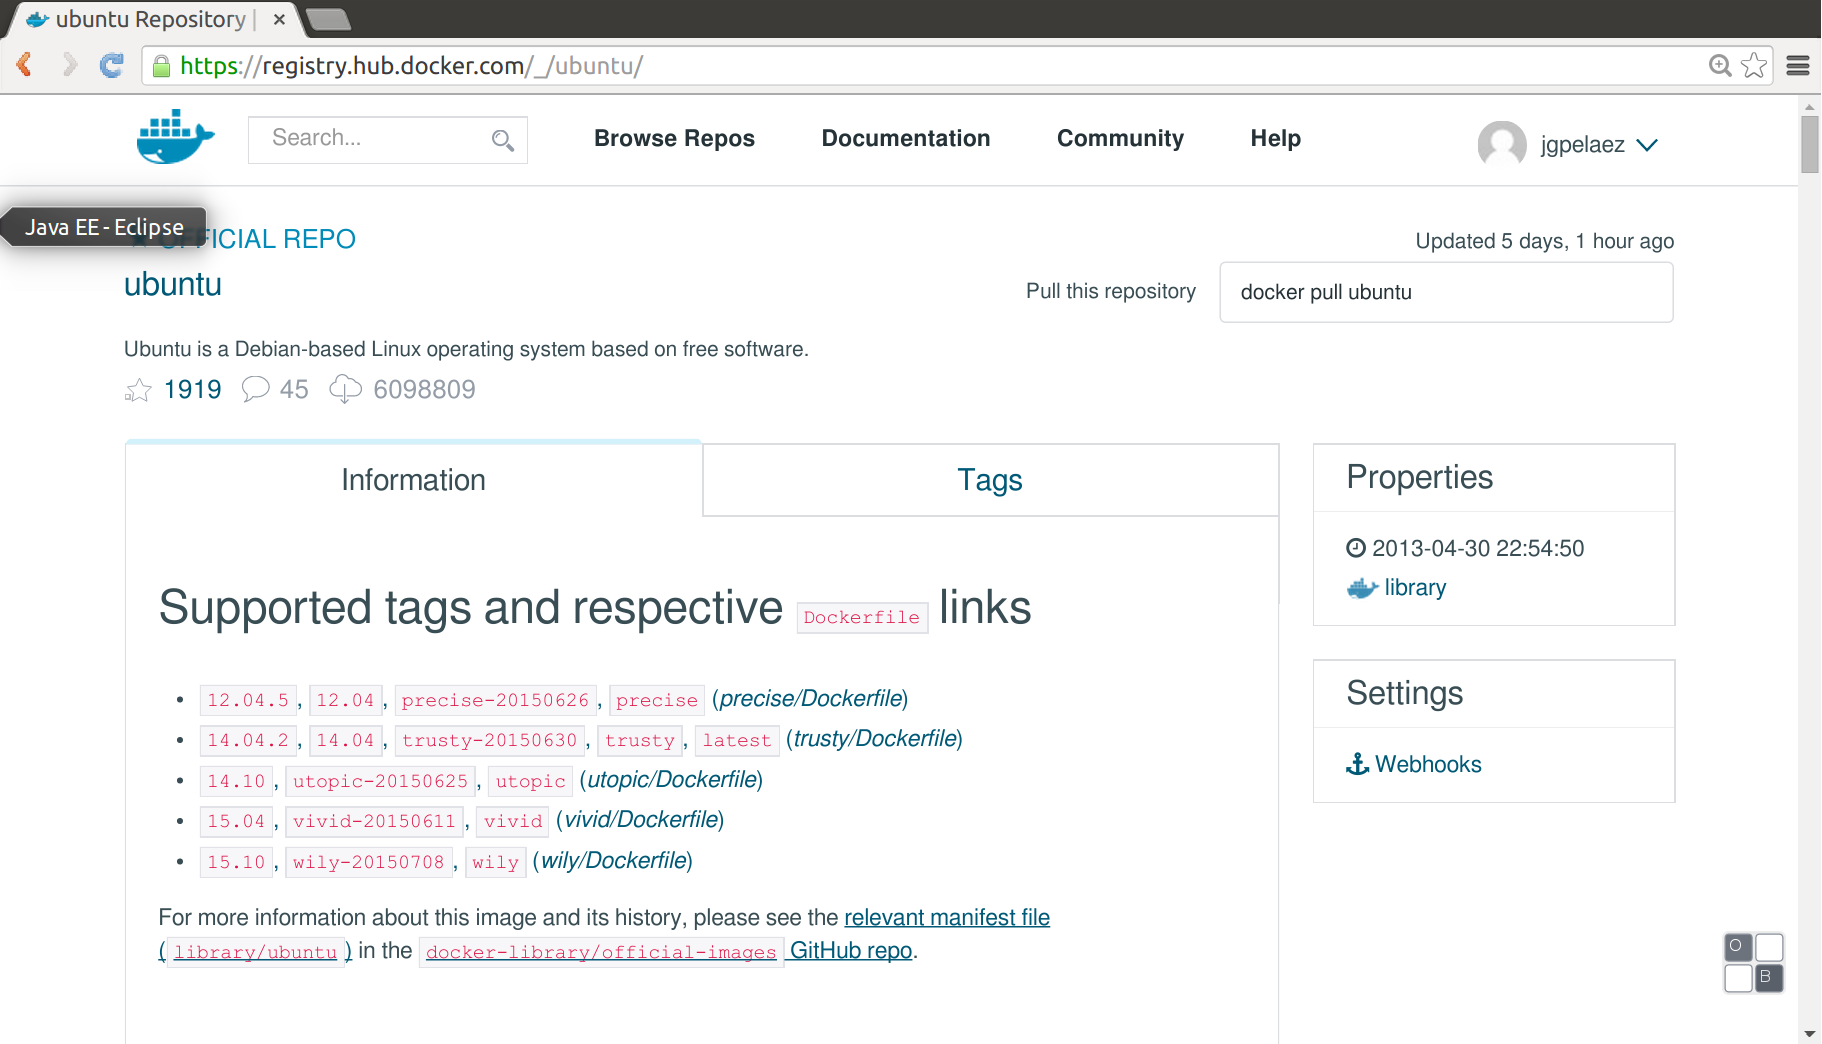 ubuntu Repository |
https://registry.hub.docker.com/_/ubuntu/
Search...
Browse Repos
Documentation
Community
Help
jgpelaez
Java EE - Eclipse
OFFICIAL REPO
Updated 5 days, 1 hour ago
ubuntu
Pull this repository
docker pull ubuntu
Ubuntu is a Debian-based Linux operating system based on free software.
1919 45 6098809
Information
Tags
Properties
2013-04-30 22:54:50
library
Supported tags and respective Dockerfile links
Settings
Webhooks
• 12.04.5, 12.04, precise-20150626, precise (precise/Dockerfile)
• 14.04.2, 14.04, trusty-20150630, trusty, latest (trusty/Dockerfile)
• 14.10, utopic-20150625, utopic (utopic/Dockerfile)
• 15.04, vivid-20150611, vivid (vivid/Dockerfile)
• 15.10, wily-20150708, wily (wily/Dockerfile)
For more information about this image and its history, please see the relevant manifest file
(library/ubuntu) in the docker-library/official-images GitHub repo.
O
B